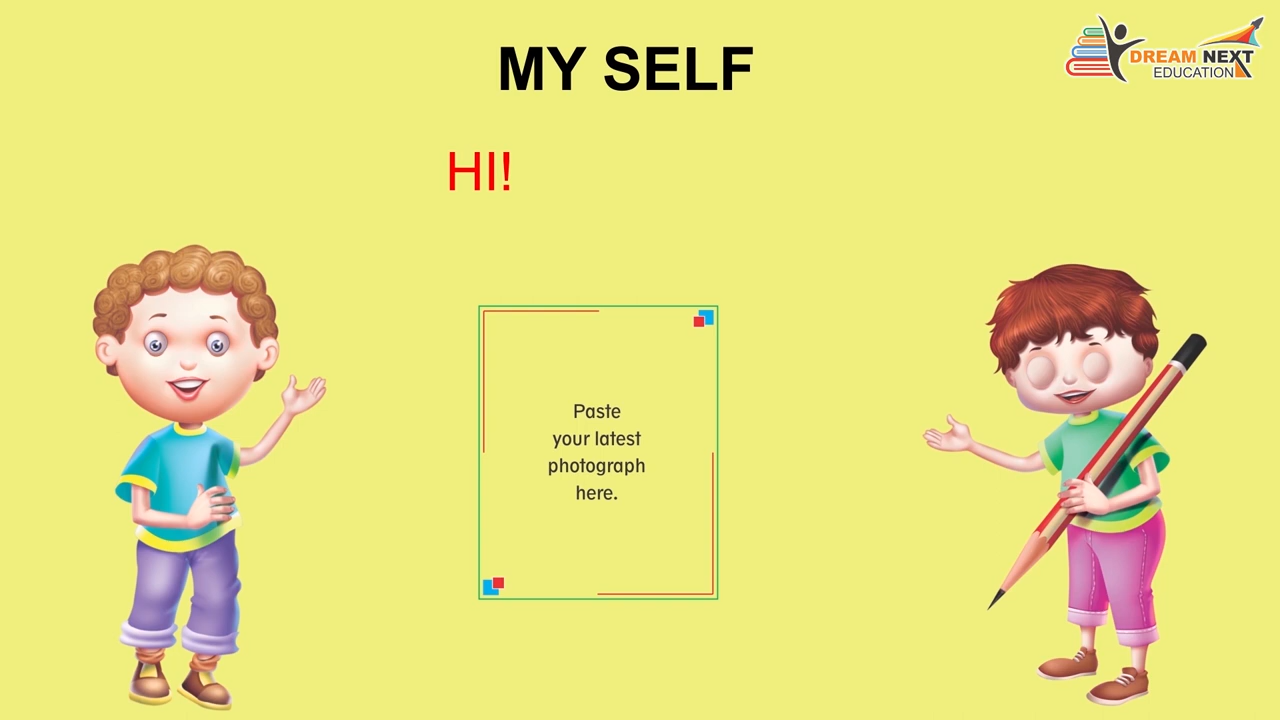 MY SELF
DREAM NEXT
EDUCATION
HI!
Paste
your latest
photograph
here.